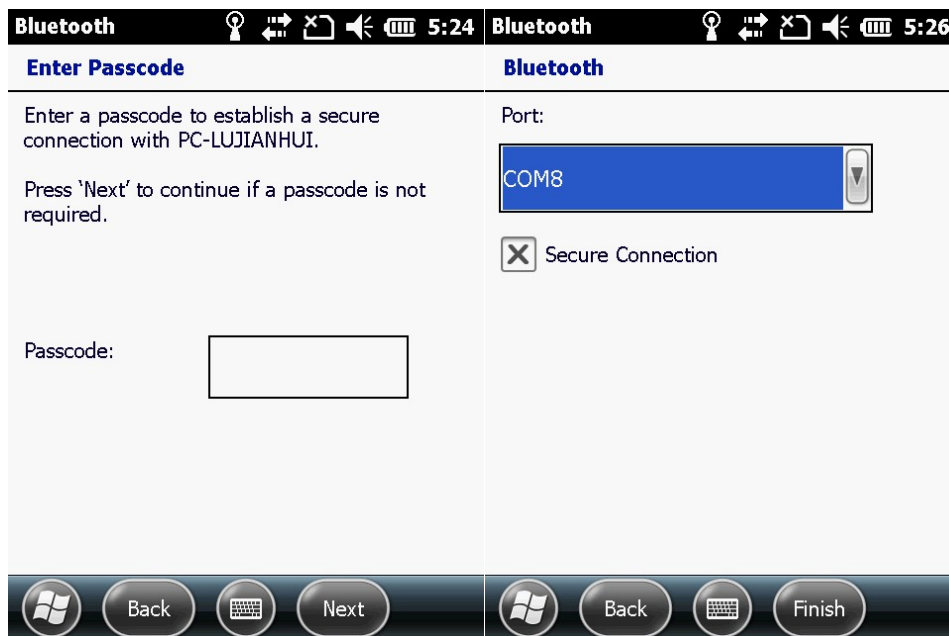 Bluetooth 5:24
Enter Passcode
Enter a passcode to establish a secure
connection with PC-LUJIANHUI.
Press ‘Next’ to continue if a passcode is not
required.
Passcode:
Back Next
Bluetooth 5:26
Bluetooth
Port:
COM8
Secure Connection
Back Finish